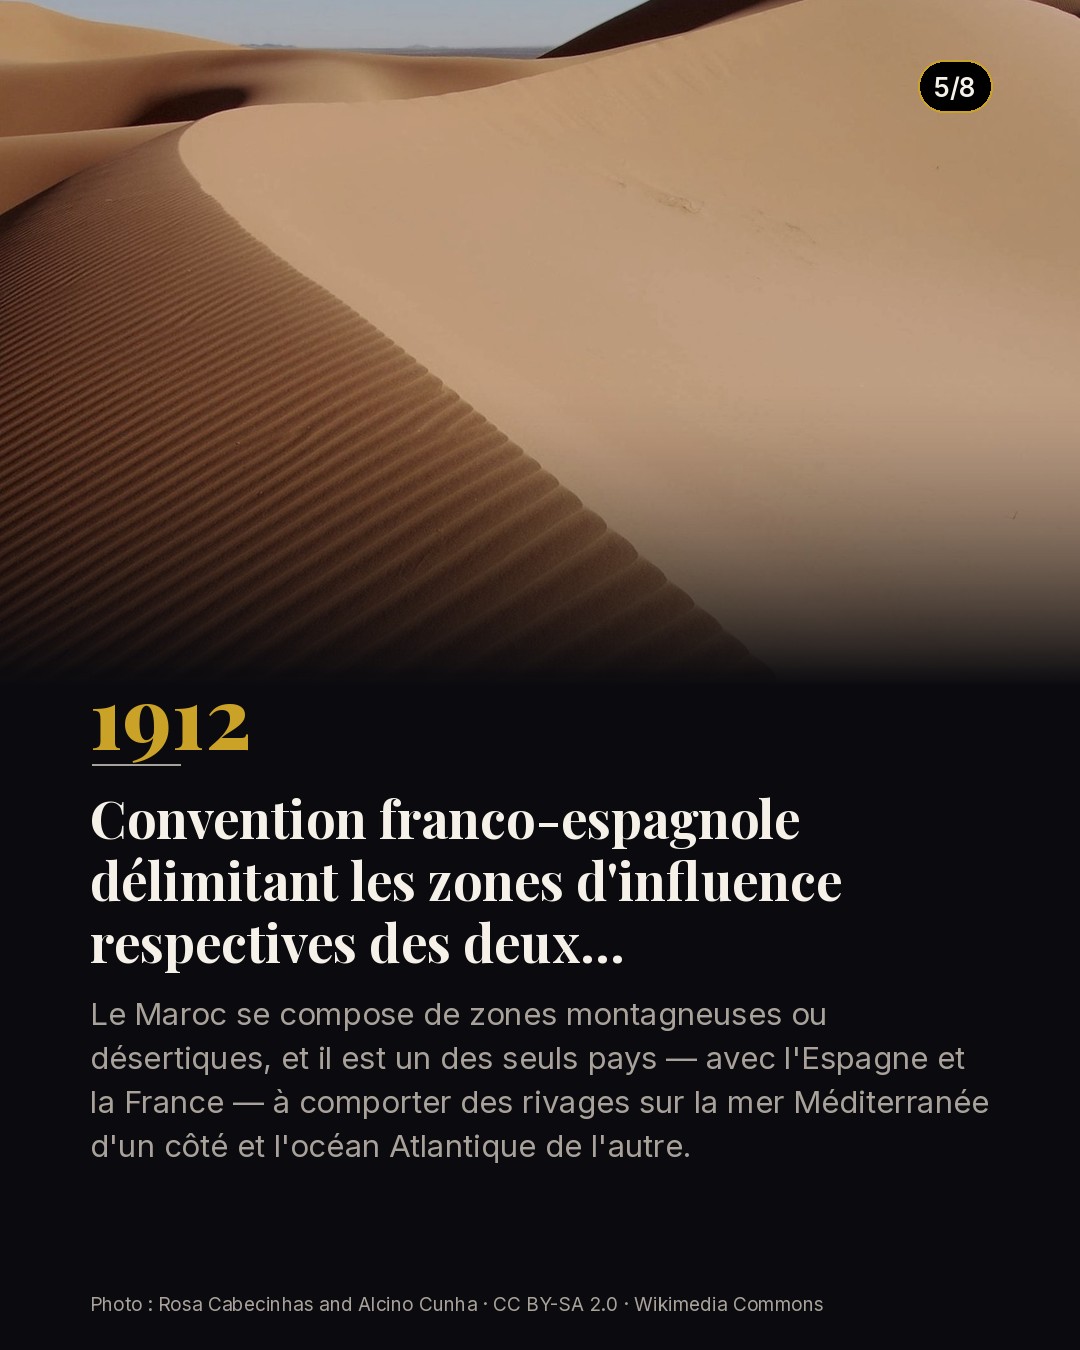 5/8
1912
Convention franco-espagnole
délimitant les zones d'influence
respectives des deux...
Le Maroc se compose de zones montagneuses ou
désertiques, et il est un des seuls pays — avec l'Espagne et
la France — à comporter des rivages sur la mer Méditerranée
d'un côté et l'océan Atlantique de l'autre.
Photo : Rosa Cabecinhas and Alcino Cunha · CC BY-SA 2.0 · Wikimedia Commons